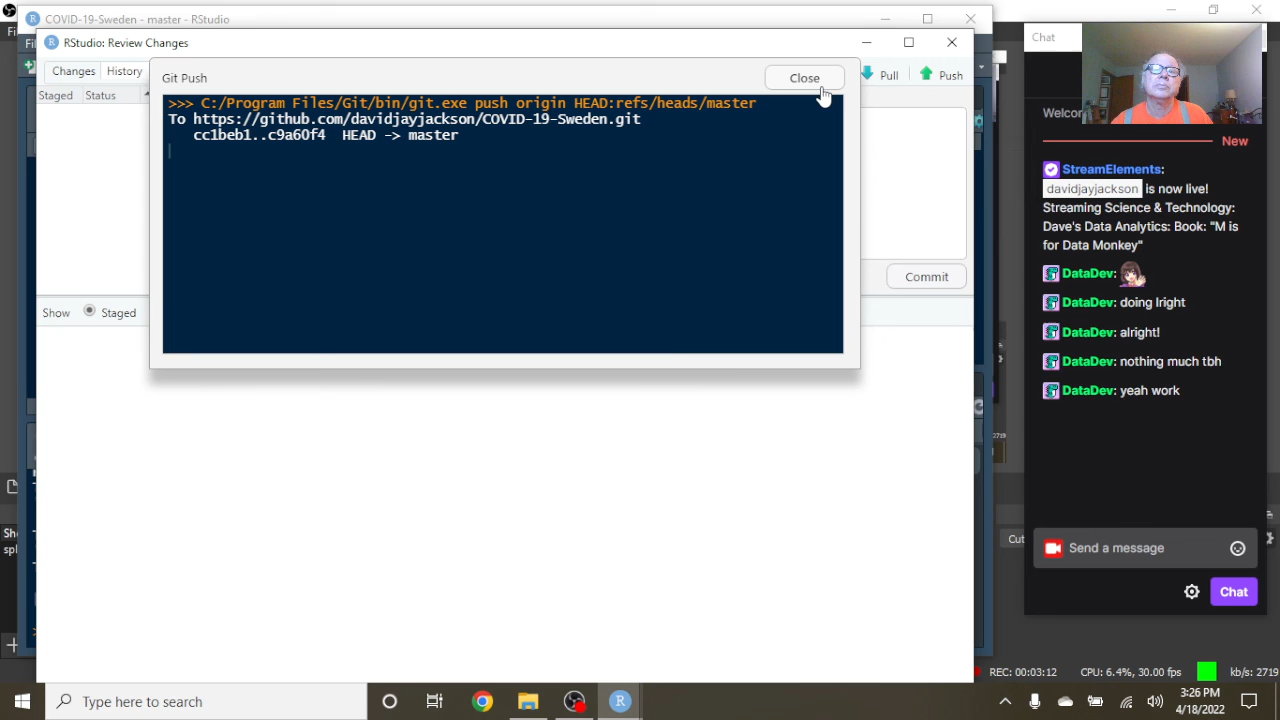 COVID-19-Sweden - master - RStudio
RStudio: Review Changes
Changes
History
Pull
Push
Staged
Status
Git Push
Close
>>> C:/Program Files/Git/bin/git.exe push origin HEAD:refs/heads/master
To https://github.com/davidjayjackson/COVID-19-Sweden.git
cc1beb1..c9a60f4 HEAD -> master
Commit
Show
Staged
Chat
New
StreamElements:
davidjayjackson is now live!
Streaming Science & Technology:
Dave's Data Analytics: Book: "M is
for Data Monkey"
DataDev:
DataDev: doing lright
DataDev: alright!
DataDev: nothing much tbh
DataDev: yeah work
Send a message
Chat
REC: 00:03:12
CPU: 6.4%, 30.00 fps
kb/s: 2719
Type here to search
3:26 PM
4/18/2022